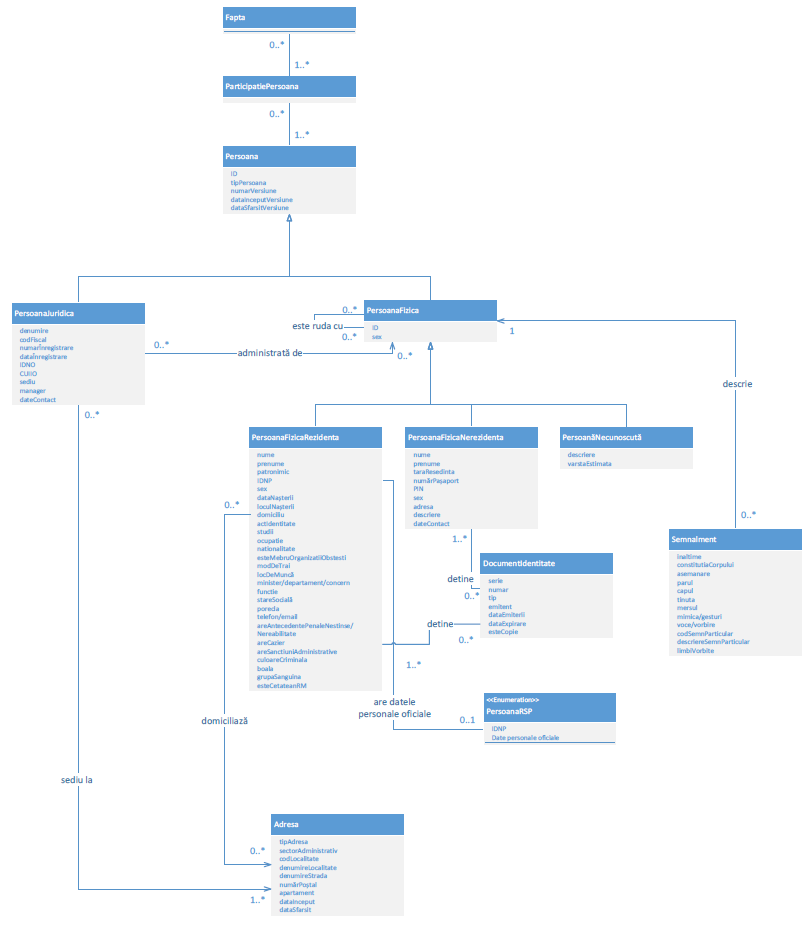 Fapta
0..*
1..*
ParticipatiePersoana
0..*
1..*
Persoana
ID
tipPersoana
numarVersiune
dataInceputVersiune
dataSfarsitVersiune
PersoanaJuridica
denumire
codFiscal
numarÎnregistrare
dataÎnregistrare
IDNO
CUIIO
sediu
manager
dateContact
PersoanaFizica
ID
sex
0..*
este ruda cu
0..*
0..*
administrată de
0..*
1
descrie
0..*
0..*
PersoanaFizicaRezidenta
nume
prenume
patronimic
IDNP
sex
dataNașterii
loculNașterii
domiciliu
actIdentitate
studii
ocupatie
nationalitate
esteMebruOrganizatiiObstesti
modDeTrai
locDeMuncă
minister/departament/concern
functie
stareSocială
porecla
telefon/email
areAntecedentePenaleNestinse/
Nereabilitate
areCazier
areSanctiuniAdministrative
culoareCriminala
boala
grupaSanguina
esteCetateanRM
PersoanaFizicaNerezidenta
nume
prenume
taraResedinta
numărPașaport
PIN
sex
adresa
descriere
dateContact
PersoanăNecunoscută
descriere
varstaEstimata
Semnalment
inaltime
constitutiaCorpului
asemanare
parul
capul
tinuta
mersul
mimica/gesturi
voce/vorbire
codSemnParticular
descriereSemnParticular
limbiVorbite
0..*
1..*
detine
0..*
DocumentIdentitate
serie
numar
tip
emitent
dataEmiterii
dataExpirare
esteCopie
detine
0..*
1..*
are datele
personale oficiale
0..1
<<Enumeration>>
PersoanaRSP
IDNP
Date personale oficiale
domiciliază
sediu la
0..*
1..*
Adresa
tipAdresa
sectorAdministrativ
codLocalitate
denumireLocalitate
denumireStrada
numărPoștal
apartament
dataInceput
dataSfarsit